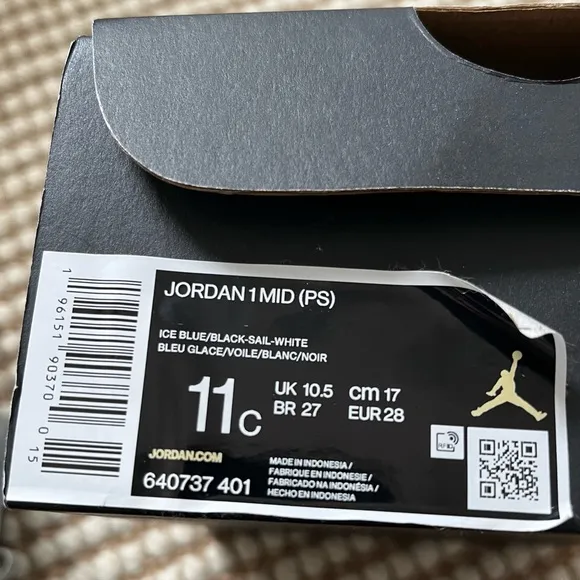 JORDAN 1 MID (PS)
ICE BLUE/BLACK-SAIL-WHITE
BLEU GLACE/VOILE/BLANC/NOIR
11C
UK 10.5 cm 17
BR 27 EUR 28
JORDAN.COM
640737 401
MADE IN INDONESIA/
FABRIQUE EN INDONESIE/
FABRICADO NA INDONÉSIA/
HECHO EN INDONESIA
RFID
1 96151 90370 0 15